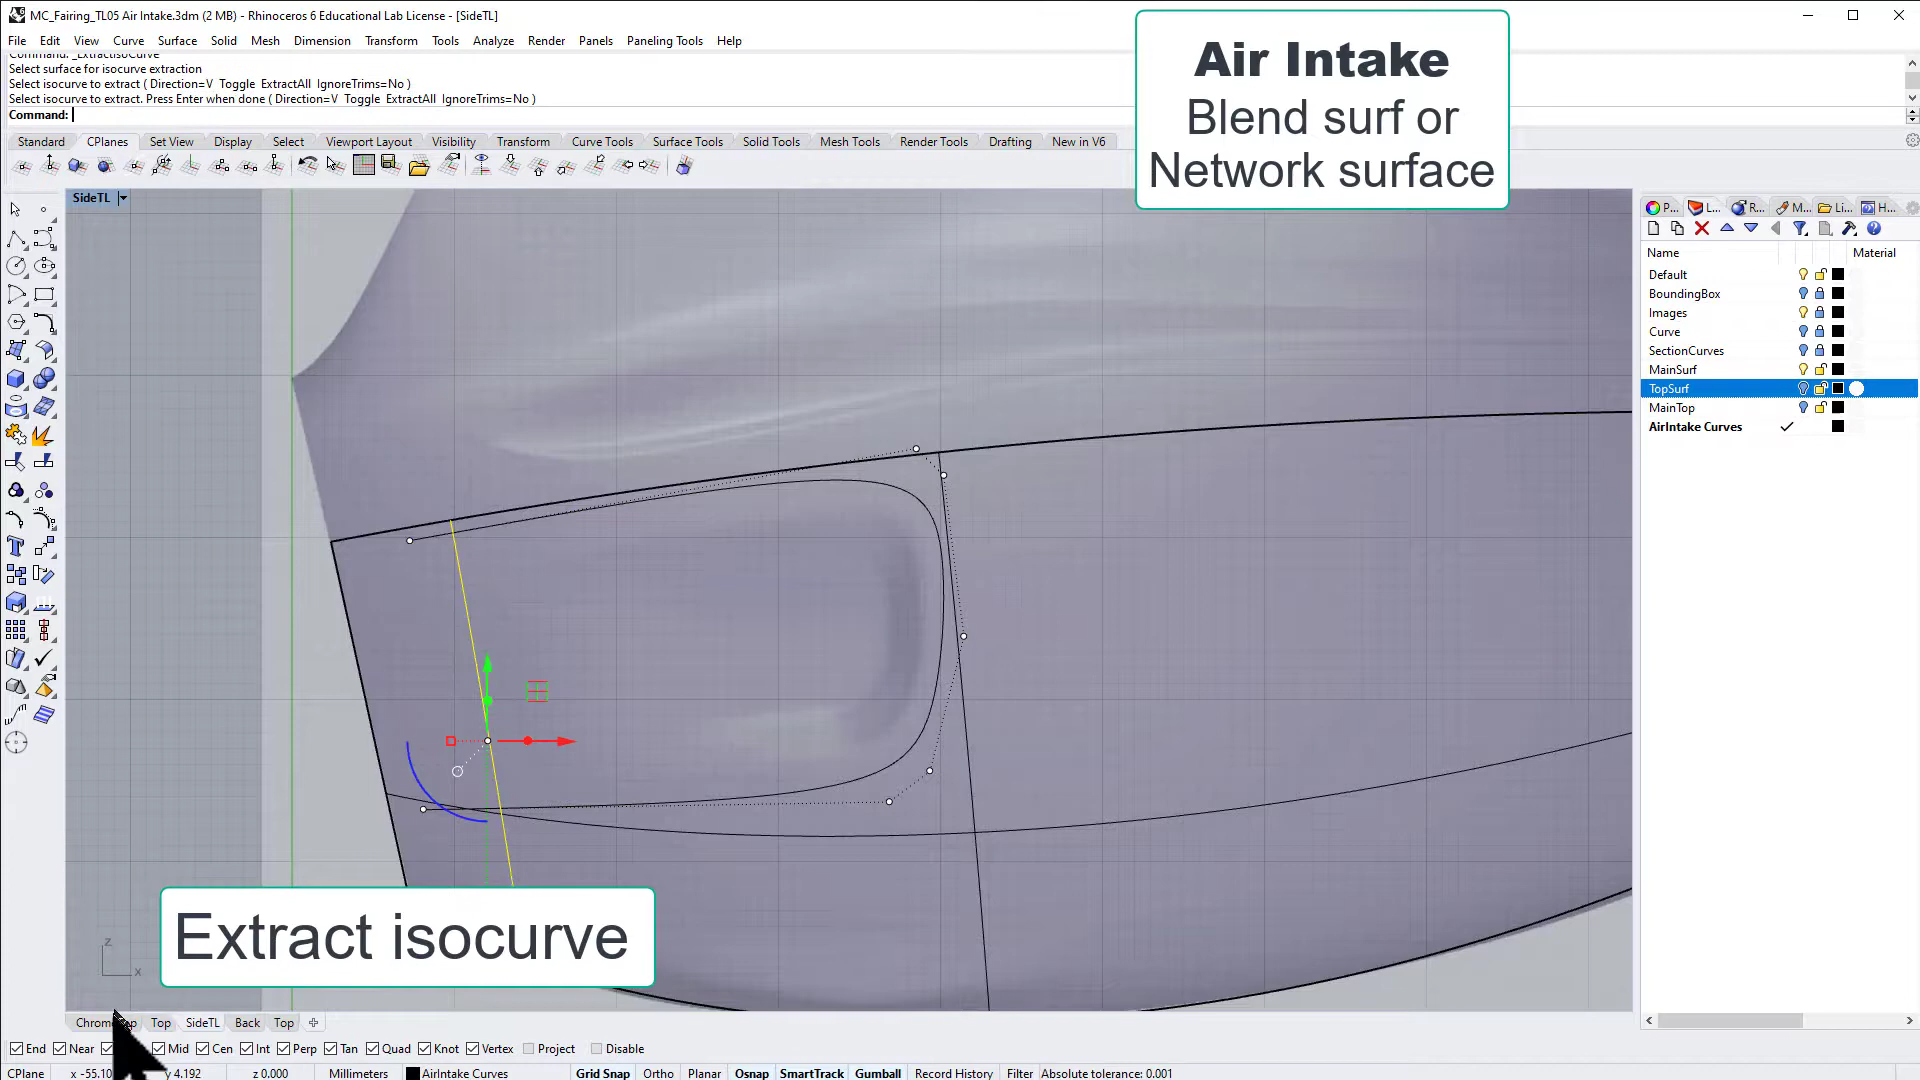 MC_Fairing_TL05 Air Intake.3dm (2 MB) - Rhinoceros 6 Educational Lab License - [SideTL]
File Edit View Curve Surface Solid Mesh Dimension Transform Tools Analyze Render Panels Paneling Tools Help
Select surface for isocurve extraction
Select isocurve to extract ( Direction=V Toggle ExtractAll IgnoreTrims=No )
Select isocurve to extract. Press Enter when done ( Direction=V Toggle ExtractAll IgnoreTrims=No )
Command:
Air Intake
Blend surf or
Network surface
Standard CPlanes Set View Display Select Viewport Layout Visibility Transform Curve Tools Surface Tools Solid Tools Mesh Tools Render Tools Drafting New in V6
SideTL
P... L... R... M... Li... H...
Name Material
Default
BoundingBox
Images
Curve
SectionCurves
MainSurf
TopSurf
MainTop
AirIntake Curves
Extract isocurve
z
x
Top SideTL Back Top
End Near Mid Cen Int Perp Tan Quad Knot Vertex Project Disable
CPlane x -55.10 y 4.192 z 0.000 Millimeters AirIntake Curves Grid Snap Ortho Planar Osnap SmartTrack Gumball Record History Filter Absolute tolerance: 0.001